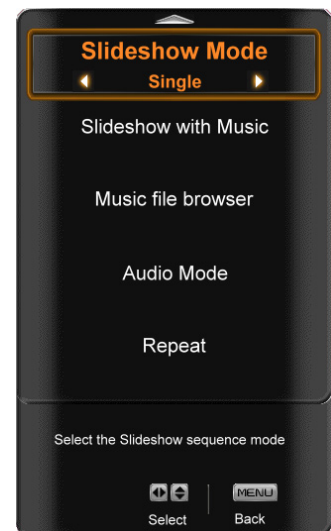 Slideshow Mode
Single
Slideshow with Music
Music file browser
Audio Mode
Repeat
Select the Slideshow sequence mode
MENU
Select
Back